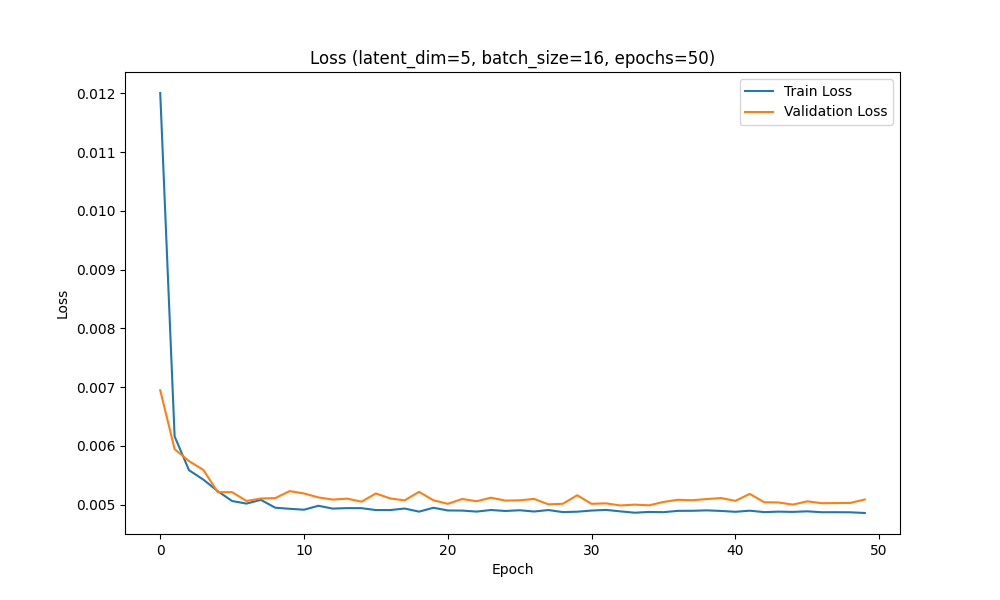 Loss (latent_dim=5, batch_size=16, epochs=50)
Train Loss
Validation Loss
0.012
0.011
0.010
0.009
0.008
0.007
0.006
0.005
Loss
0
10
20
30
40
50
Epoch